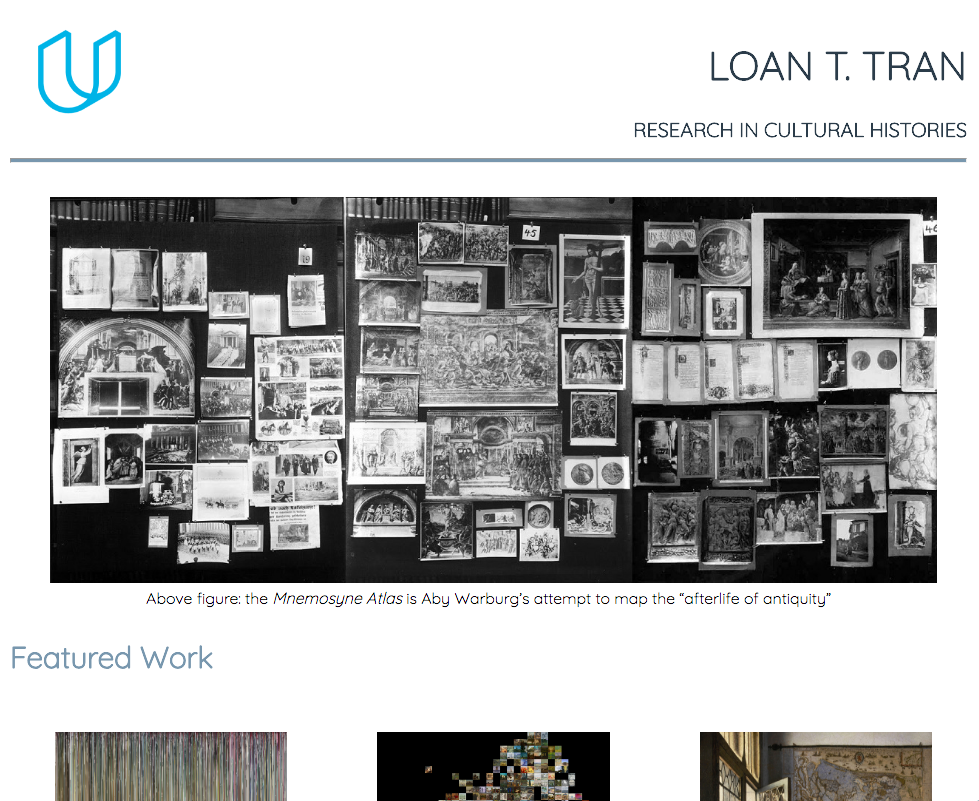 LOAN T. TRAN
RESEARCH IN CULTURAL HISTORIES
45
Above figure: the Mnemosyne Atlas is Aby Warburg’s attempt to map the “afterlife of antiquity”
Featured Work